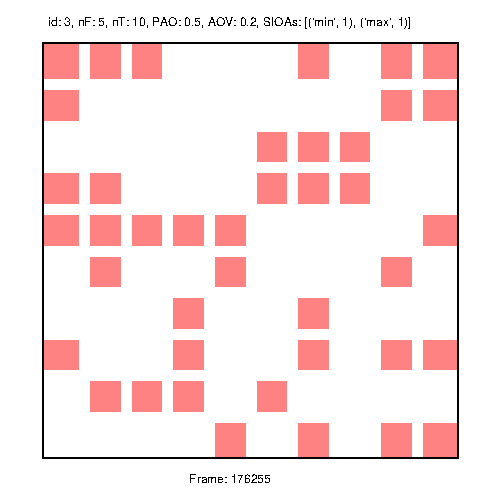 id: 3, nF: 5, nT: 10, PAO: 0.5, AOV: 0.2, SIOAs: [('min', 1), ('max', 1)]
Frame: 176255